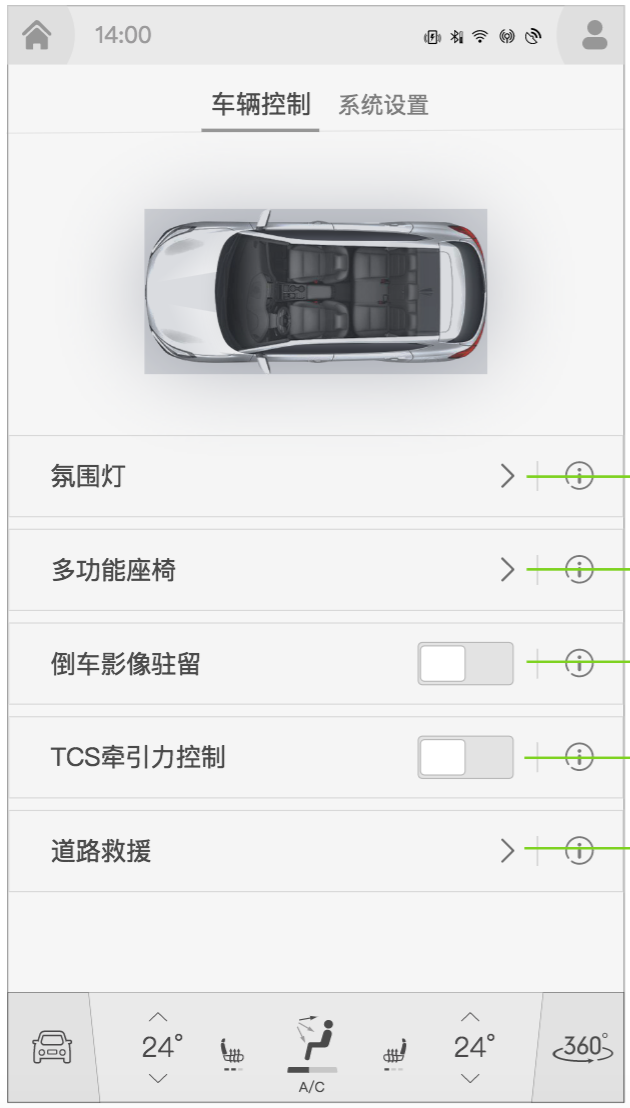 14:00
车辆控制 系统设置
氛围灯
多功能座椅
倒车影像驻留
TCS牵引力控制
道路救援
24° 24° 360°
A/C